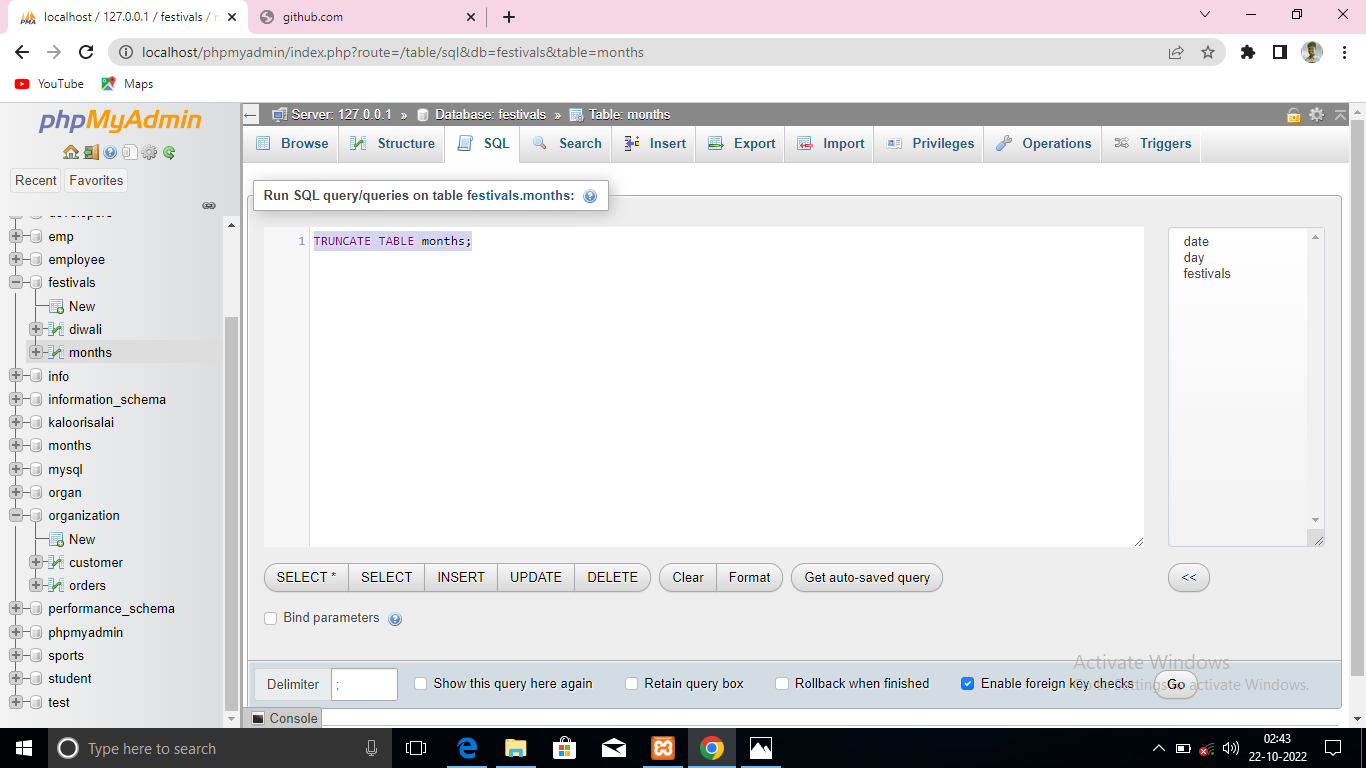 localhost / 127.0.0.1 / festivals /
github.com
localhost/phpmyadmin/index.php?route=/table/sql&db=festivals&table=months
YouTube
Maps
phpMyAdmin
Recent
Favorites
developers
emp
employee
festivals
New
diwali
months
info
information_schema
kaloorisalai
months
mysql
organ
organization
New
customer
orders
performance_schema
phpmyadmin
sports
student
test
Server: 127.0.0.1 » Database: festivals » Table: months
Browse
Structure
SQL
Search
Insert
Export
Import
Privileges
Operations
Triggers
Run SQL query/queries on table festivals.months:
1 TRUNCATE TABLE months;
date
day
festivals
SELECT *
SELECT
INSERT
UPDATE
DELETE
Clear
Format
Get auto-saved query
<<
Bind parameters
Activate Windows
Delimiter ;
Show this query here again
Retain query box
Rollback when finished
Enable foreign key checks
Go
activate Windows.
Console
Type here to search
02:43
22-10-2022